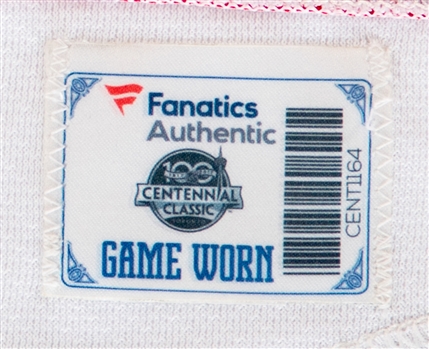 Fanatics
Authentic
100
CENTENNIAL
CLASSIC
TORONTO
GAME WORN
CENT1164